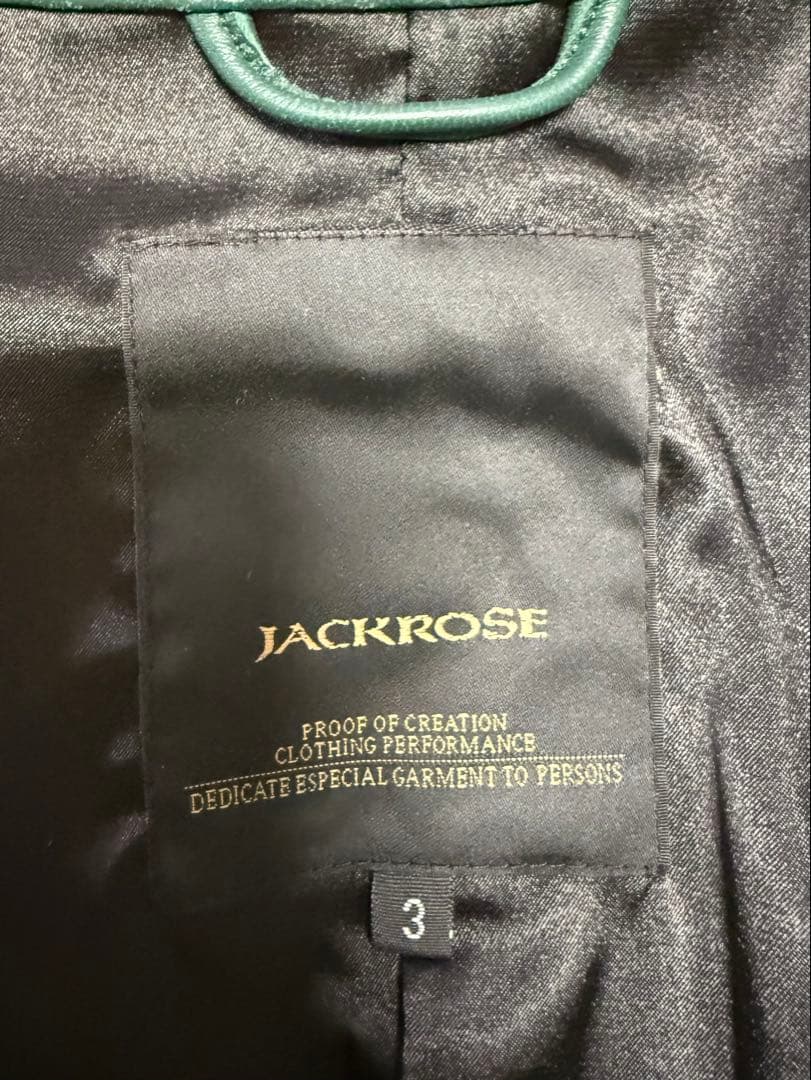 JACKROSE
PROOF OF CREATION
CLOTHING PERFORMANCE
DEDICATE ESPECIAL GARMENT TO PERSONS
3